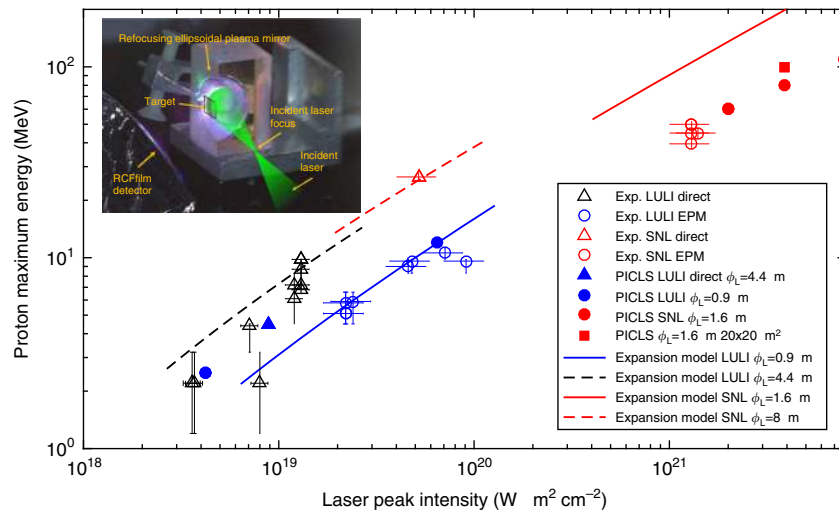 Refocusing ellipsoidal plasma mirror
Target
Incident laser
focus
RCFfilm
detector
Incident
laser
Proton maximum energy (MeV)
10²
10¹
10⁰
10¹⁸
10¹⁹
10²⁰
10²¹
Laser peak intensity (W m² cm⁻²)
Exp. LULI direct
Exp. LULI EPM
Exp. SNL direct
Exp. SNL EPM
PICLS LULI direct ϕL=4.4 m
PICLS LULI ϕL=0.9 m
PICLS SNL ϕL=1.6 m
PICLS ϕL=1.6 m 20x20 m²
Expansion model LULI ϕL=0.9 m
Expansion model LULI ϕL=4.4 m
Expansion model SNL ϕL=1.6 m
Expansion model SNL ϕL=8 m